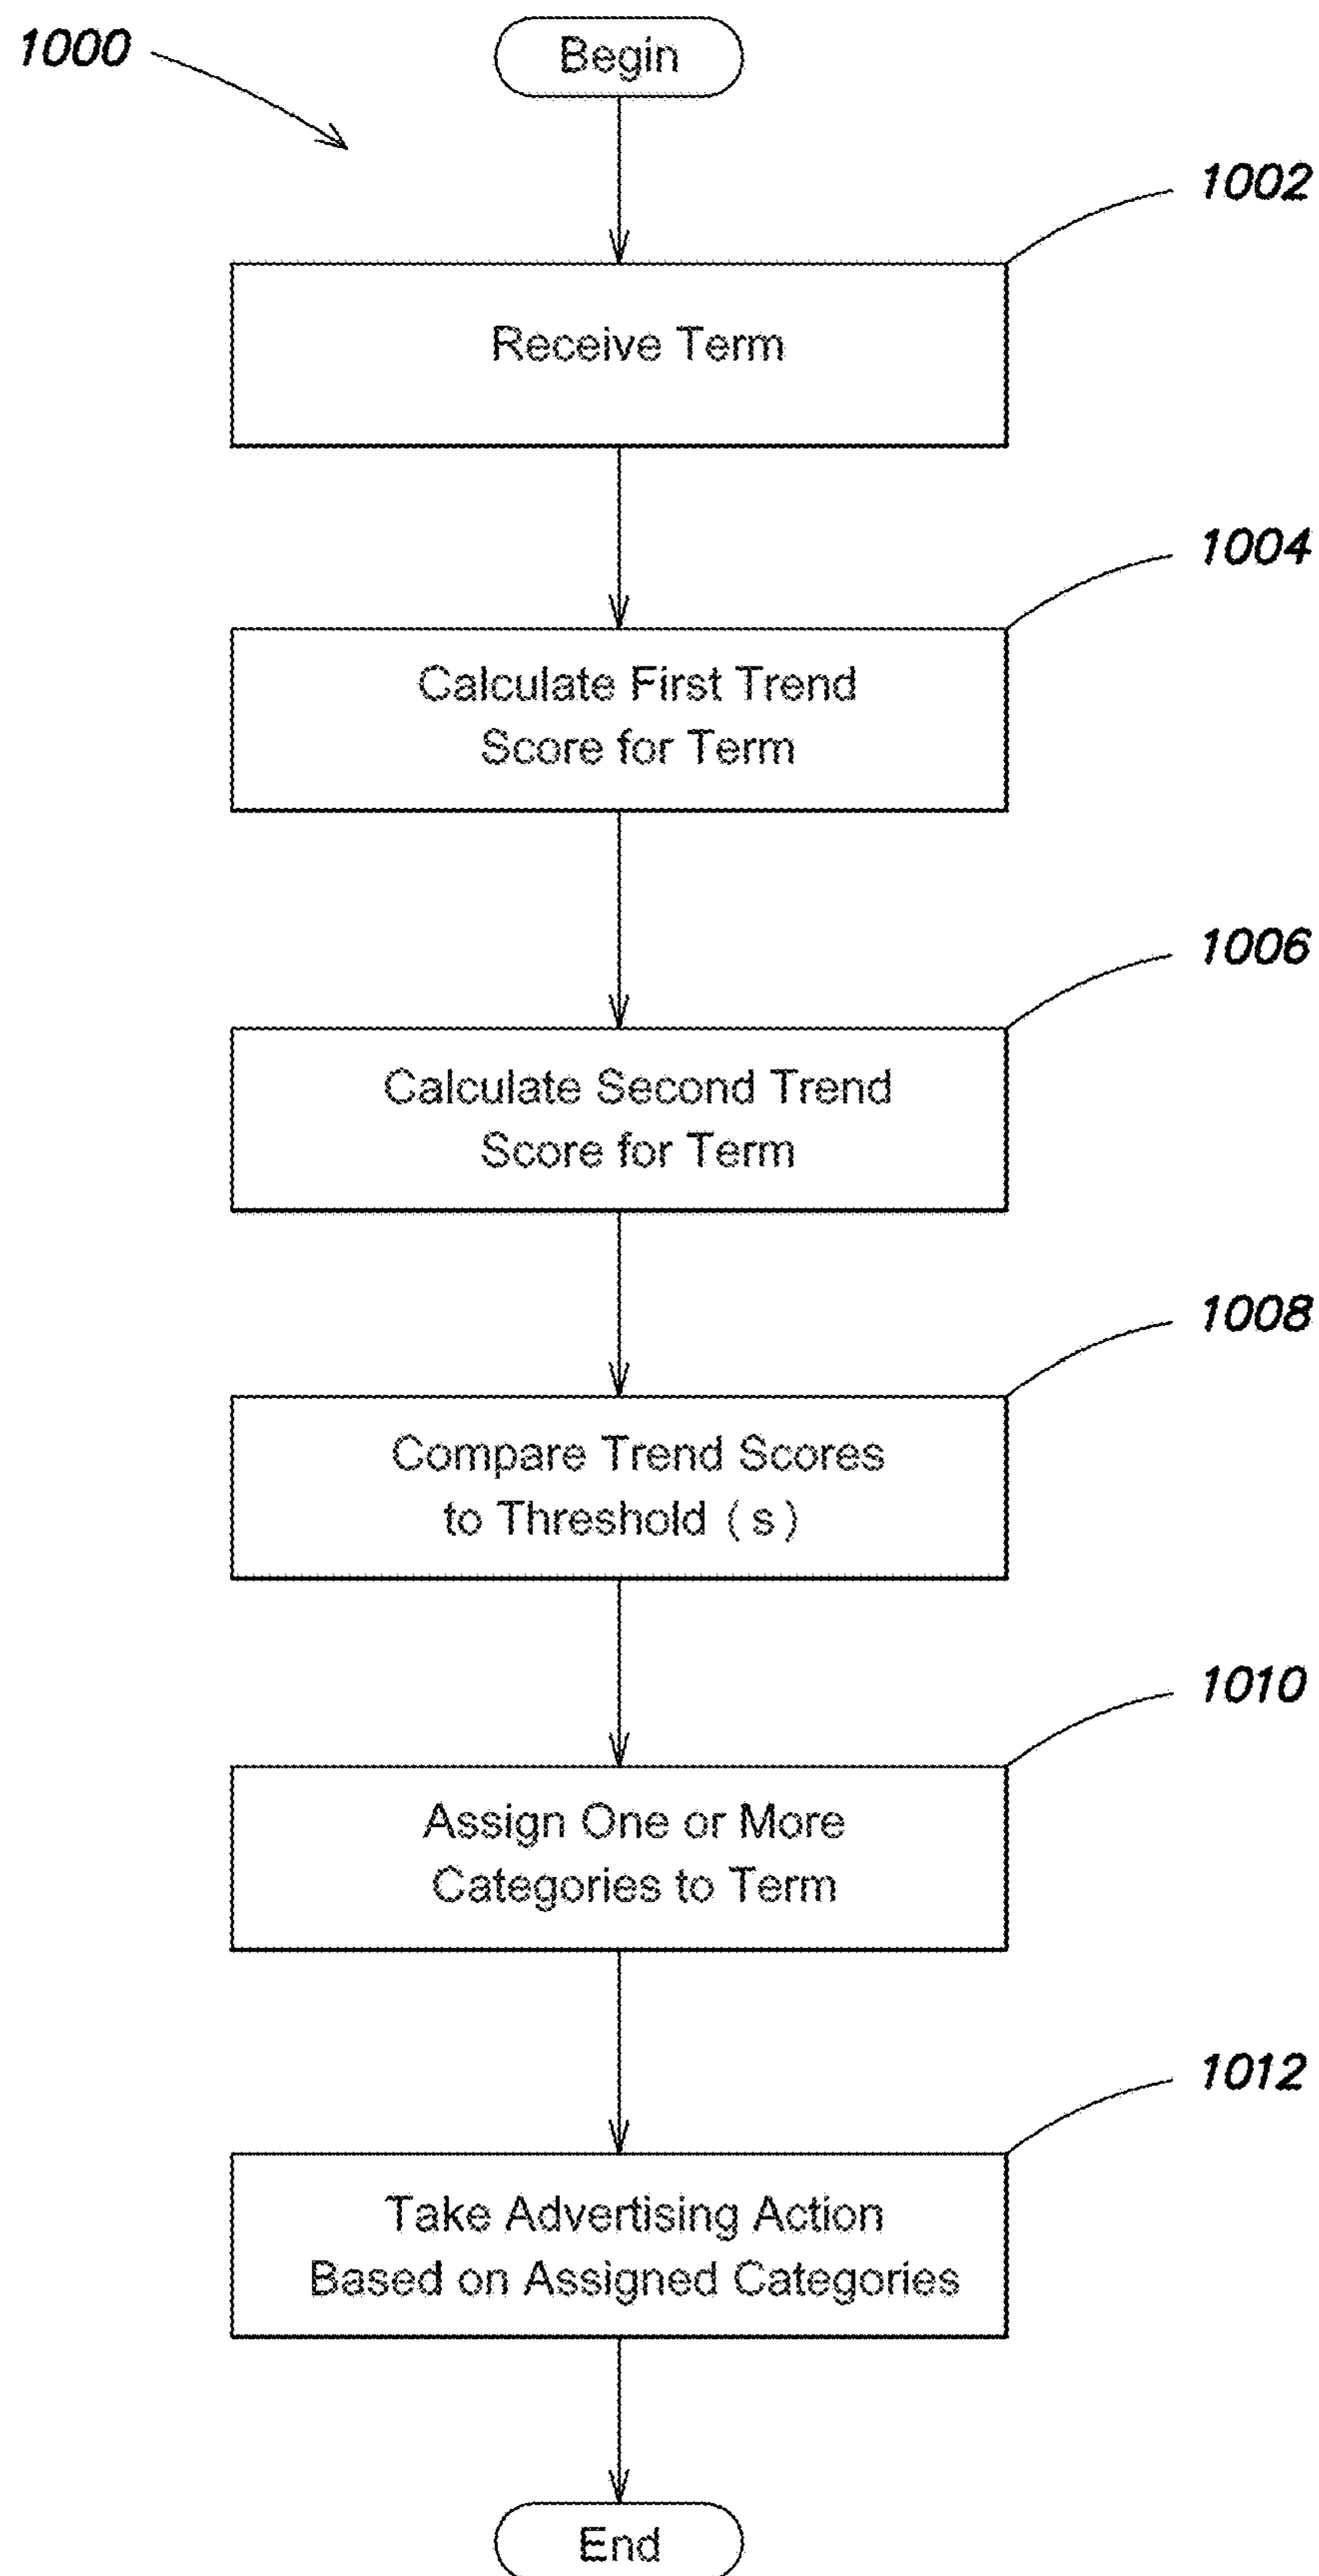 1000
Begin
1002
Receive Term
1004
Calculate First Trend
Score for Term
1006
Calculate Second Trend
Score for Term
1008
Compare Trend Scores
to Threshold (s)
1010
Assign One or More
Categories to Term
1012
Take Advertising Action
Based on Assigned Categories
End